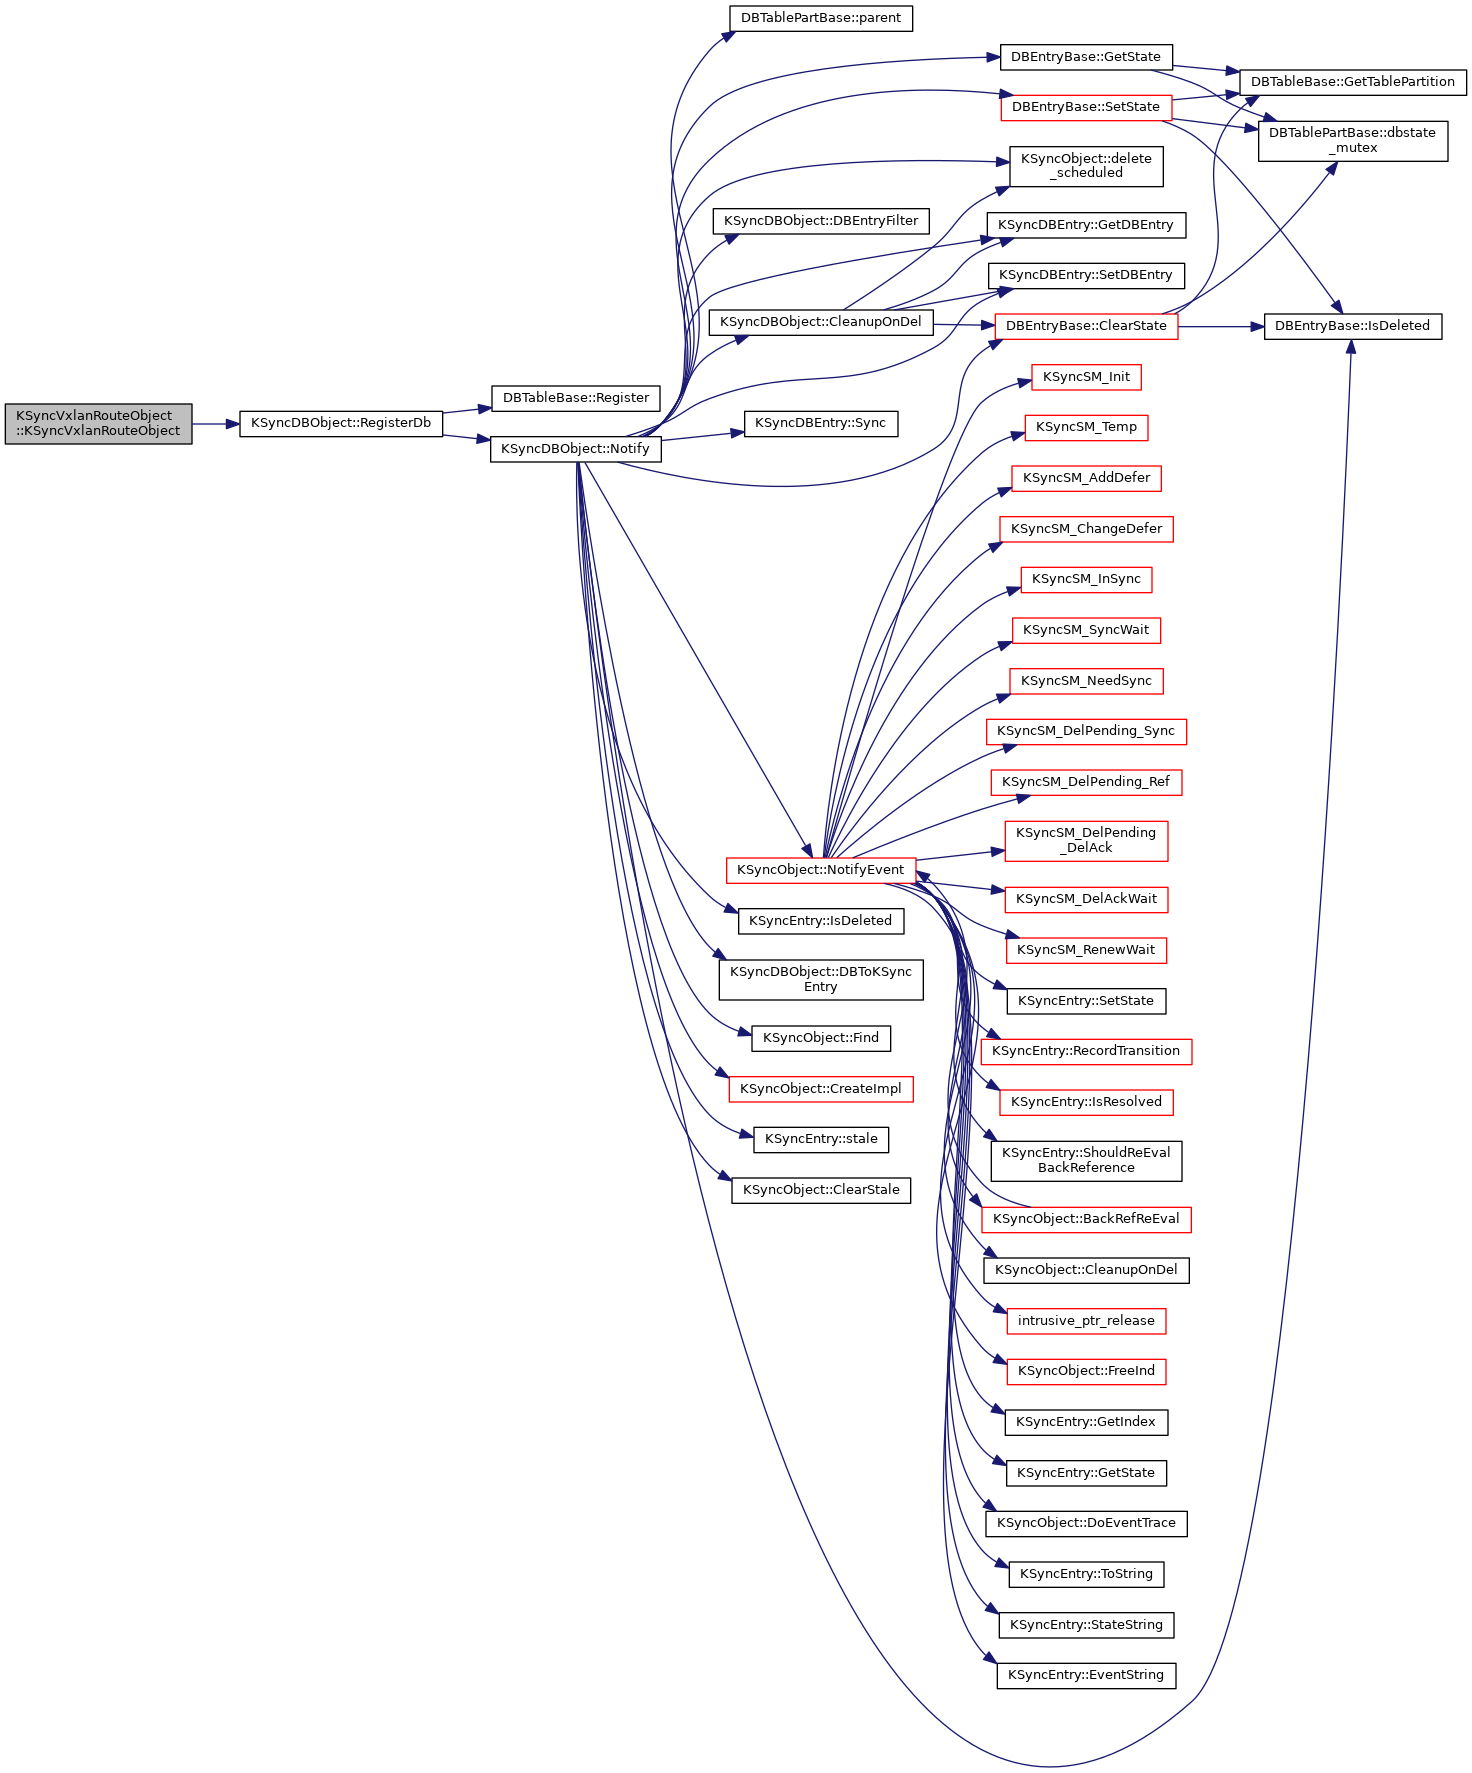 KSyncVxlanRouteObject
::KSyncVxlanRouteObject
KSyncDBObject::RegisterDb
DBTableBase::Register
KSyncDBObject::Notify
DBTablePartBase::parent
KSyncDBObject::DBEntryFilter
KSyncDBObject::CleanupOnDel
KSyncDBEntry::Sync
KSyncObject::NotifyEvent
KSyncEntry::IsDeleted
KSyncDBObject::DBToKSync
Entry
KSyncObject::Find
KSyncObject::CreateImpl
KSyncEntry::stale
KSyncObject::ClearStale
DBEntryBase::GetState
DBEntryBase::SetState
KSyncObject::delete
_scheduled
KSyncDBEntry::GetDBEntry
KSyncDBEntry::SetDBEntry
DBEntryBase::ClearState
KSyncSM_Init
KSyncSM_Temp
KSyncSM_AddDefer
KSyncSM_ChangeDefer
KSyncSM_InSync
KSyncSM_SyncWait
KSyncSM_NeedSync
KSyncSM_DelPending_Sync
KSyncSM_DelPending_Ref
KSyncSM_DelPending
_DelAck
KSyncSM_DelAckWait
KSyncSM_RenewWait
KSyncEntry::SetState
KSyncEntry::RecordTransition
KSyncEntry::IsResolved
KSyncEntry::ShouldReEval
BackReference
KSyncObject::BackRefReEval
KSyncObject::CleanupOnDel
intrusive_ptr_release
KSyncObject::FreeInd
KSyncEntry::GetIndex
KSyncEntry::GetState
KSyncObject::DoEventTrace
KSyncEntry::ToString
KSyncEntry::StateString
KSyncEntry::EventString
DBTableBase::GetTablePartition
DBTablePartBase::dbstate
_mutex
DBEntryBase::IsDeleted